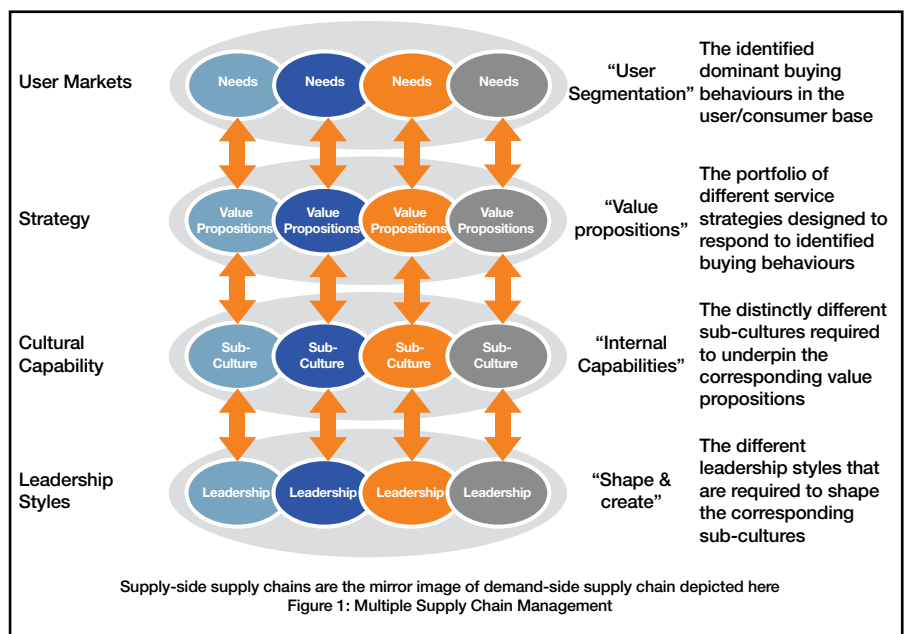 User Markets
Needs
Needs
Needs
Needs
“User
Segmentation”
The identified
dominant buying
behaviours in the
user/consumer base
Strategy
Value
Propositions
Value
Propositions
Value
Propositions
Value
Propositions
“Value
propositions”
The portfolio of
different service
strategies designed to
respond to identified
buying behaviours
Cultural
Capability
Sub-
Culture
Sub-
Culture
Sub-
Culture
Sub-
Culture
“Internal
Capabilities”
The distinctly different
sub-cultures required
to underpin the
corresponding value
propositions
Leadership
Styles
Leadership
Leadership
Leadership
Leadership
“Shape &
create”
The different
leadership styles that
are required to shape
the corresponding
sub-cultures
Supply-side supply chains are the mirror image of demand-side supply chain depicted here
Figure 1: Multiple Supply Chain Management